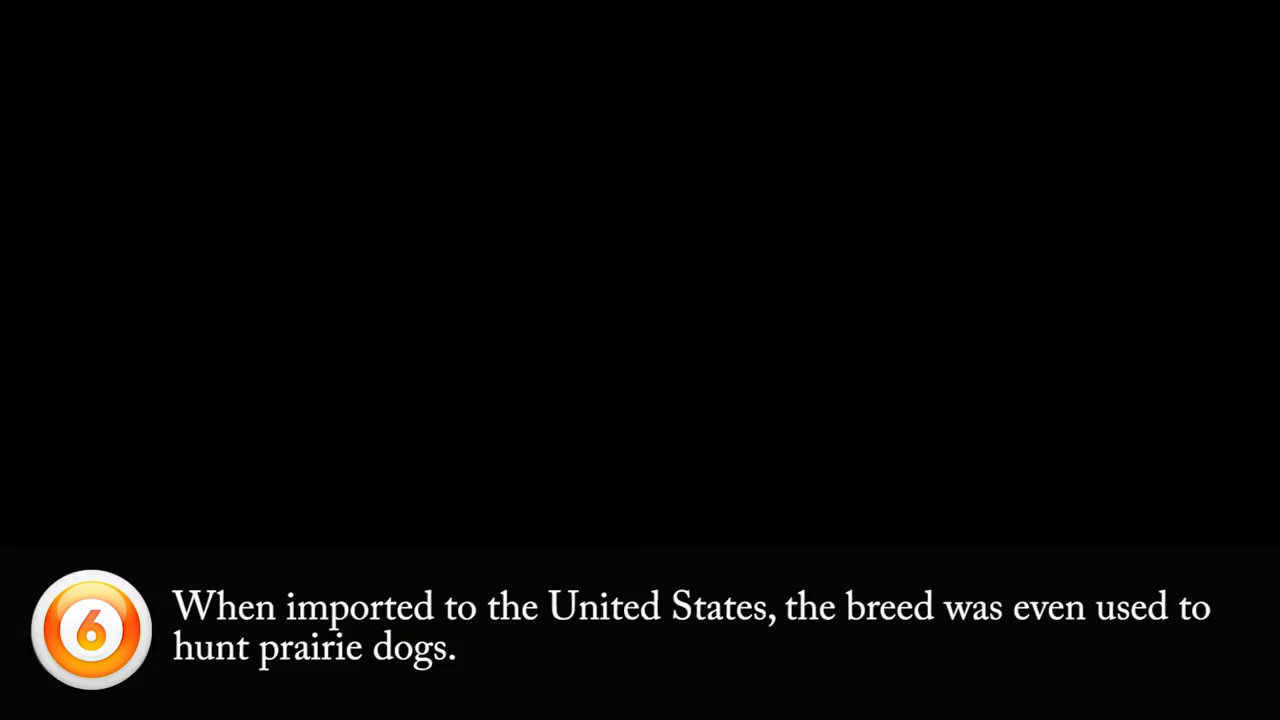 6
When imported to the United States, the breed was even used to
hunt prairie dogs.